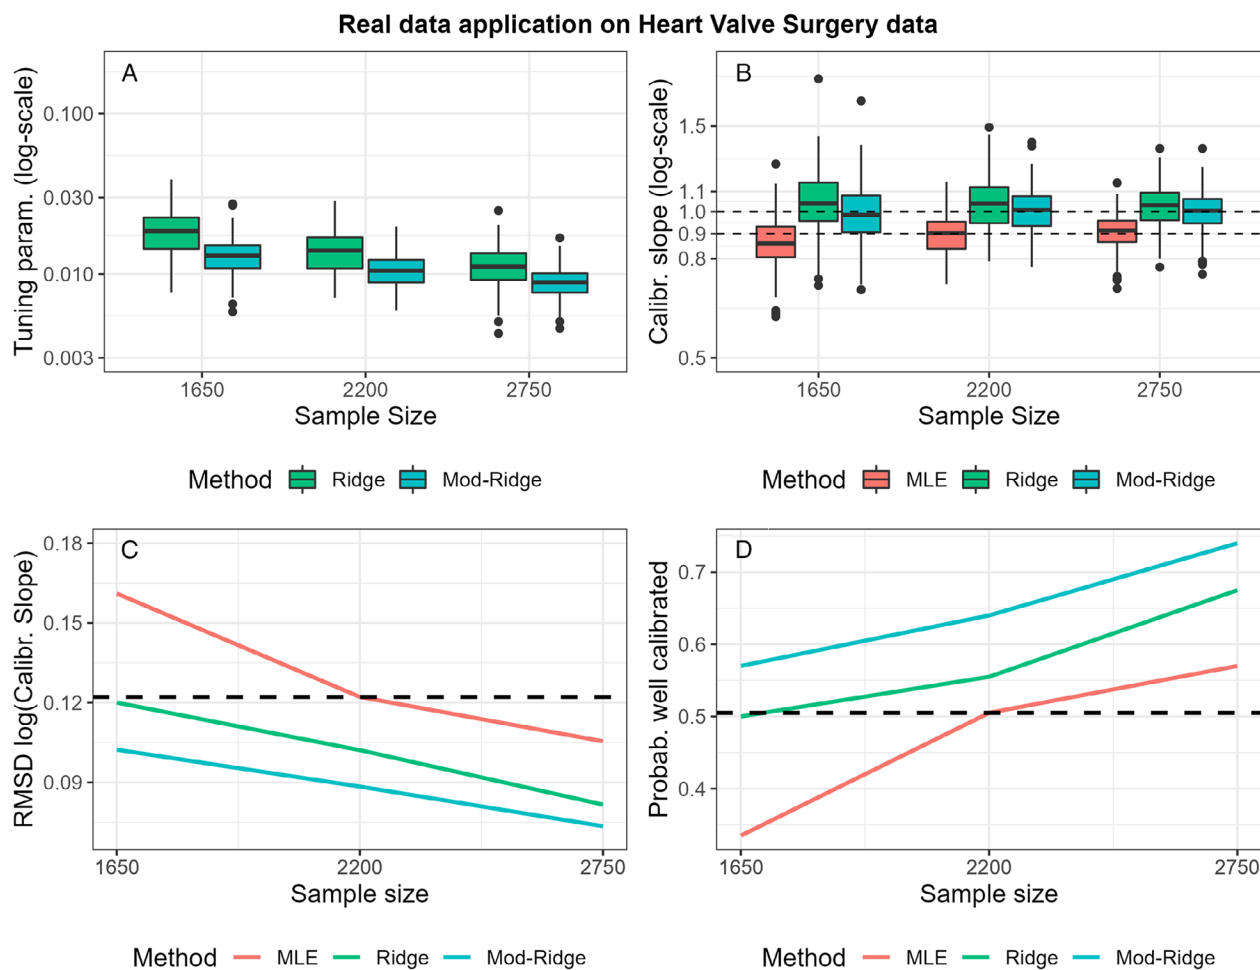 Real data application on Heart Valve Surgery data
A
Tuning param. (log-scale)
0.100
0.030
0.010
0.003
1650 2200 2750
Sample Size
Method Ridge Mod-Ridge
B
Calibr. slope (log-scale)
1.5
1.1
1.0
0.9
0.8
0.5
1650 2200 2750
Sample Size
Method MLE Ridge Mod-Ridge
C
RMSD log(Calibr. Slope)
0.18
0.15
0.12
0.09
1650 2200 2750
Sample size
Method MLE Ridge Mod-Ridge
D
Probab. well calibrated
0.7
0.6
0.5
0.4
1650 2200 2750
Sample size
Method MLE Ridge Mod-Ridge